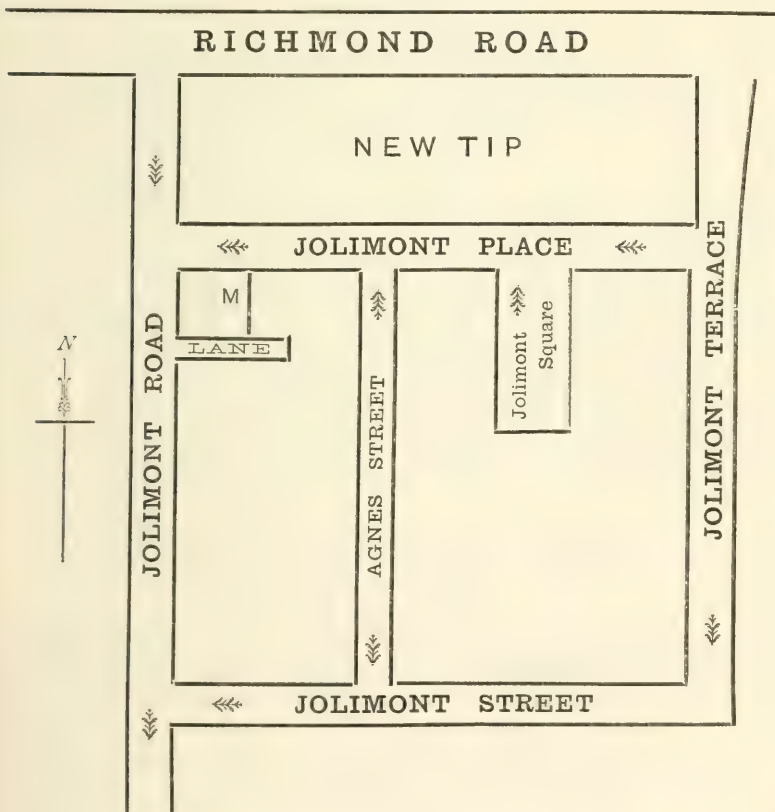 RICHMOND ROAD
NEW TIP
JOLIMONT PLACE
M
LANE
N
JOLIMONT ROAD
AGNES STREET
Jolimont
Square
JOLIMONT TERRACE
JOLIMONT STREET